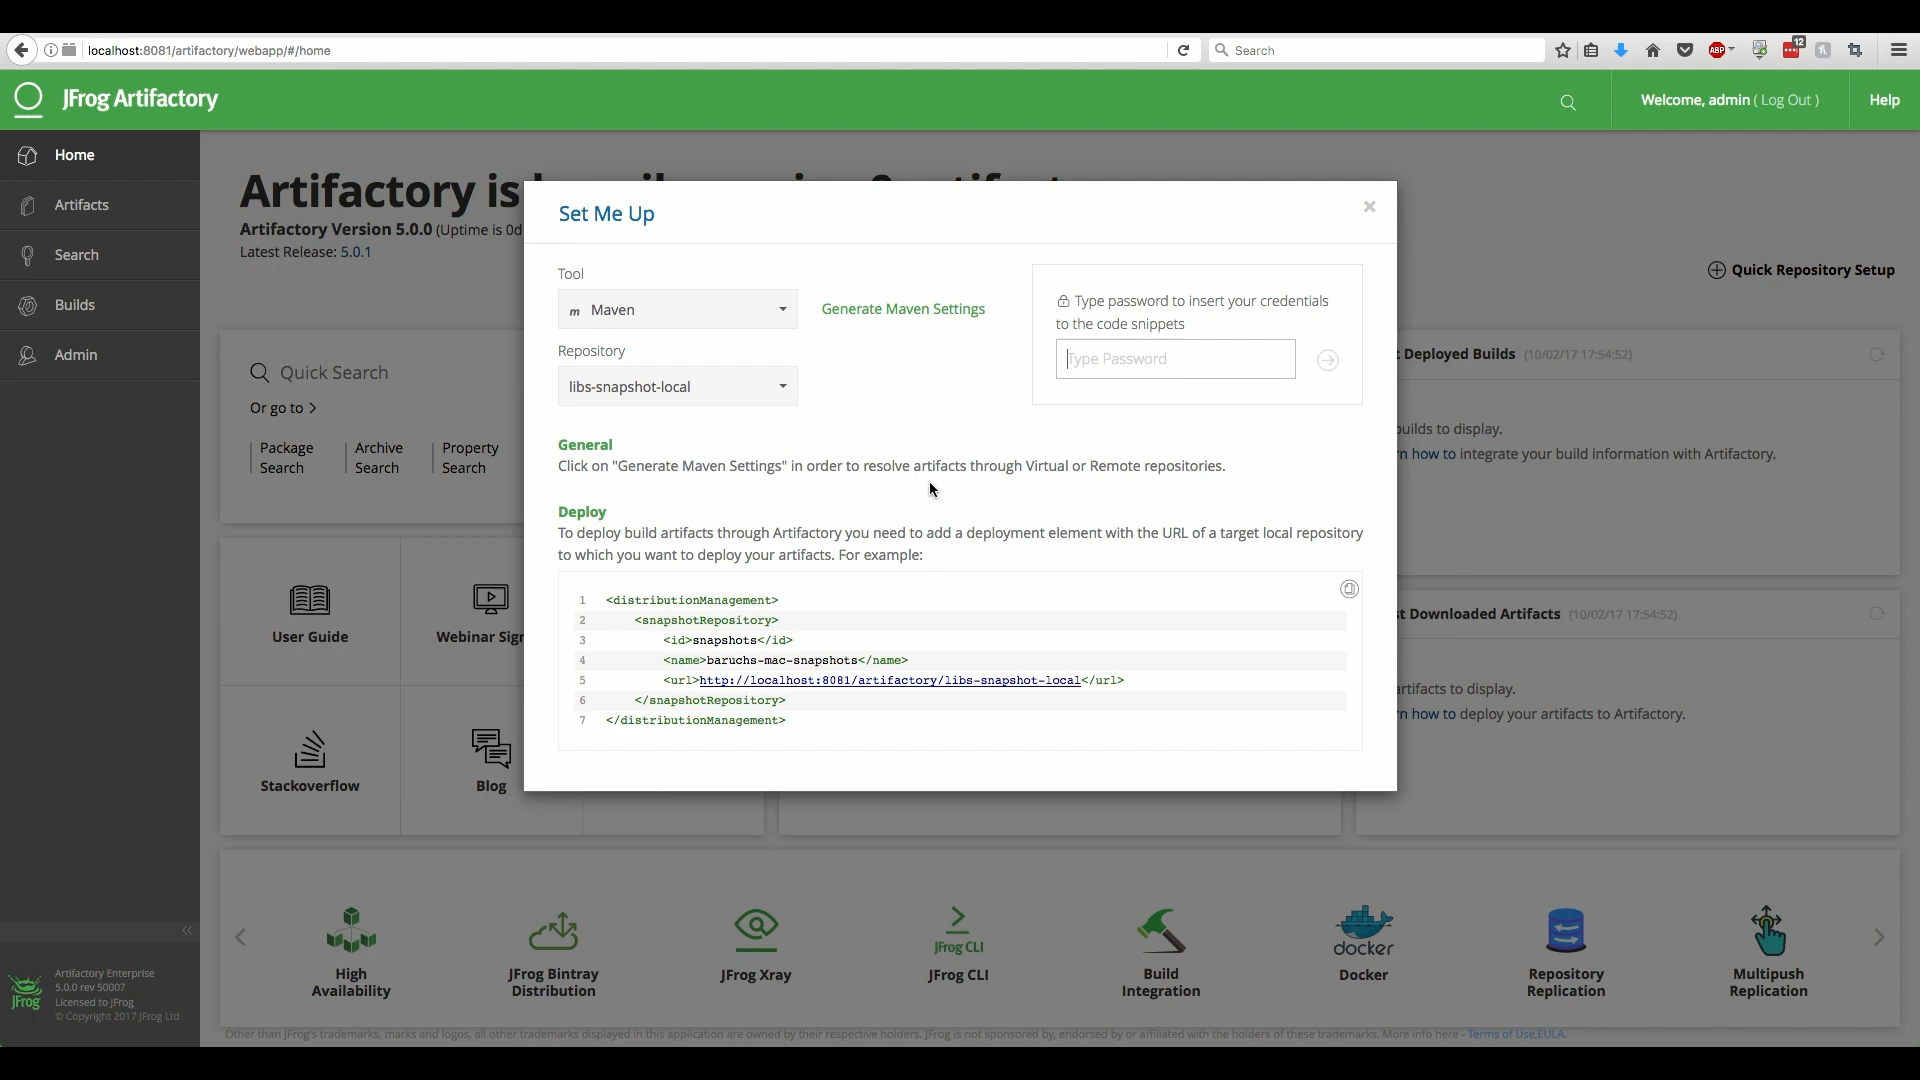 localhost:8081/artifactory/webapp/#/home
Search
ABP
12
JFrog Artifactory
Welcome, admin ( Log Out )
Help
Home
Artifacts
Search
Builds
Admin
Artifactory is
Artifactory Version 5.0.0 (Uptime is 0d
Latest Release: 5.0.1
Quick Repository Setup
Quick Search
Or go to
Package Search
Archive Search
Property Search
User Guide
Webinar Sign
Stackoverflow
Blog
Set Me Up
×
Tool
m Maven
Generate Maven Settings
Repository
libs-snapshot-local
Type password to insert your credentials
to the code snippets
Type Password
General
Click on "Generate Maven Settings" in order to resolve artifacts through Virtual or Remote repositories.
Deploy
To deploy build artifacts through Artifactory you need to add a deployment element with the URL of a target local repository
to which you want to deploy your artifacts. For example:
1 <distributionManagement>
2 <snapshotRepository>
3 <id>snapshots</id>
4 <name>baruchs-mac-snapshots</name>
5 <url>http://localhost:8081/artifactory/libs-snapshot-local</url>
6 </snapshotRepository>
7 </distributionManagement>
Deployed Builds (10/02/17 17:54:52)
builds to display.
how to integrate your build information with Artifactory.
Downloaded Artifacts (10/02/17 17:54:52)
artifacts to display.
how to deploy your artifacts to Artifactory.
High Availability
JFrog Bintray Distribution
JFrog CLI
JFrog Xray
JFrog CLI
Build Integration
docker
Docker
Repository Replication
Multipush Replication
JFrog
Artifactory Enterprise
5.0.0 rev 50007
Licensed to JFrog
© Copyright 2017 JFrog Ltd
Other than JFrog's trademarks, marks and logos, all other trademarks displayed in this application are owned by their respective holders. JFrog is not sponsored by, endorsed by or affiliated with the holders of these trademarks. More info here - Terms of Use,EULA.